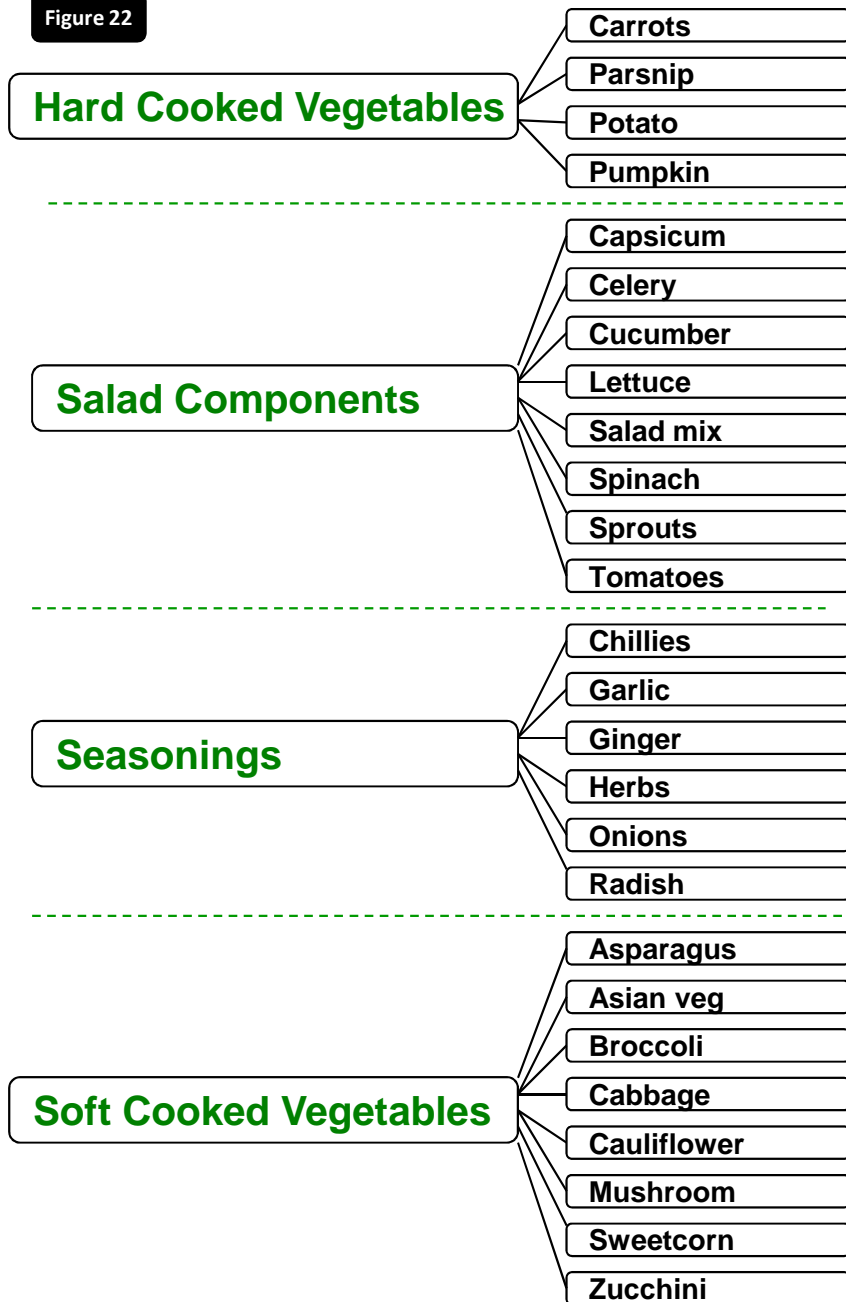 Figure 22
Carrots
Parsnip
Hard Cooked Vegetables
Potato
Pumpkin
Capsicum
Celery
Cucumber
Lettuce
Salad Components
Salad mix
Spinach
Sprouts
Tomatoes
Chillies
Garlic
Ginger
Seasonings
Herbs
Onions
Radish
Asparagus
Asian veg
Broccoli
Cabbage
Soft Cooked Vegetables
Cauliflower
Mushroom
Sweetcorn
Zucchini